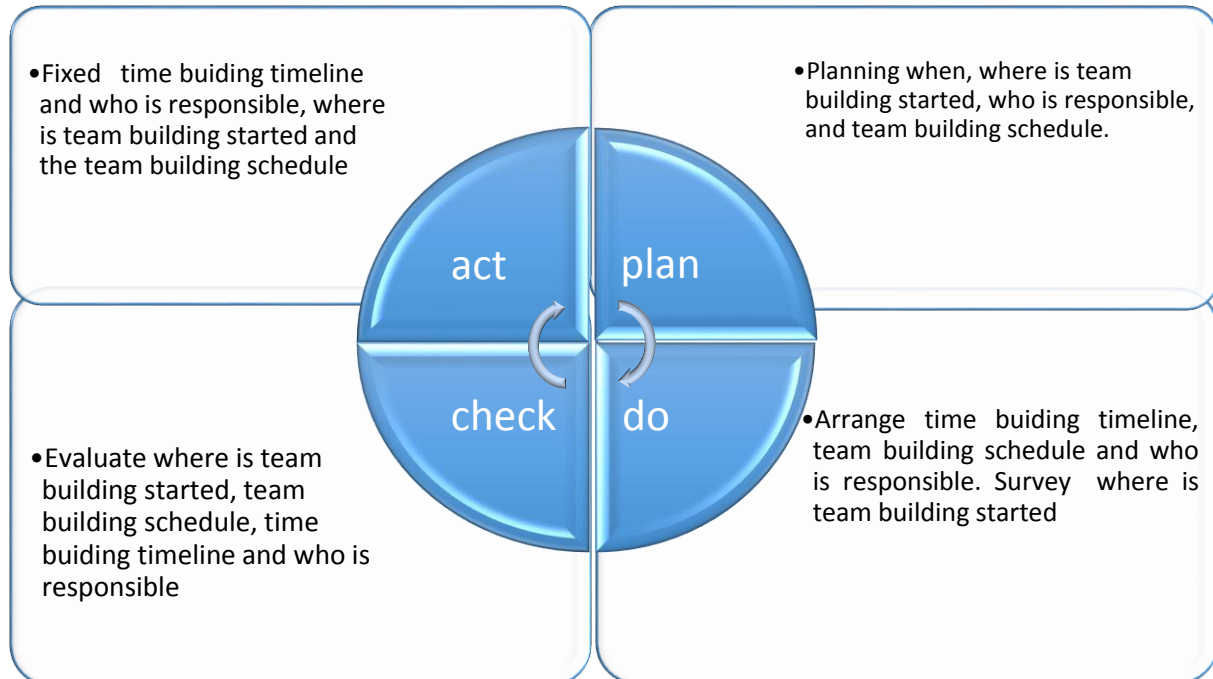 •Fixed time buiding timeline
and who is responsible, where
is team building started and
the team building schedule
•Planning when, where is team
building started, who is responsible,
and team building schedule.
act
plan
check
do
•Evaluate where is team
building started, team
building schedule, time
buiding timeline and who is
responsible
•Arrange time buiding timeline,
team building schedule and who
is responsible. Survey where is
team building started